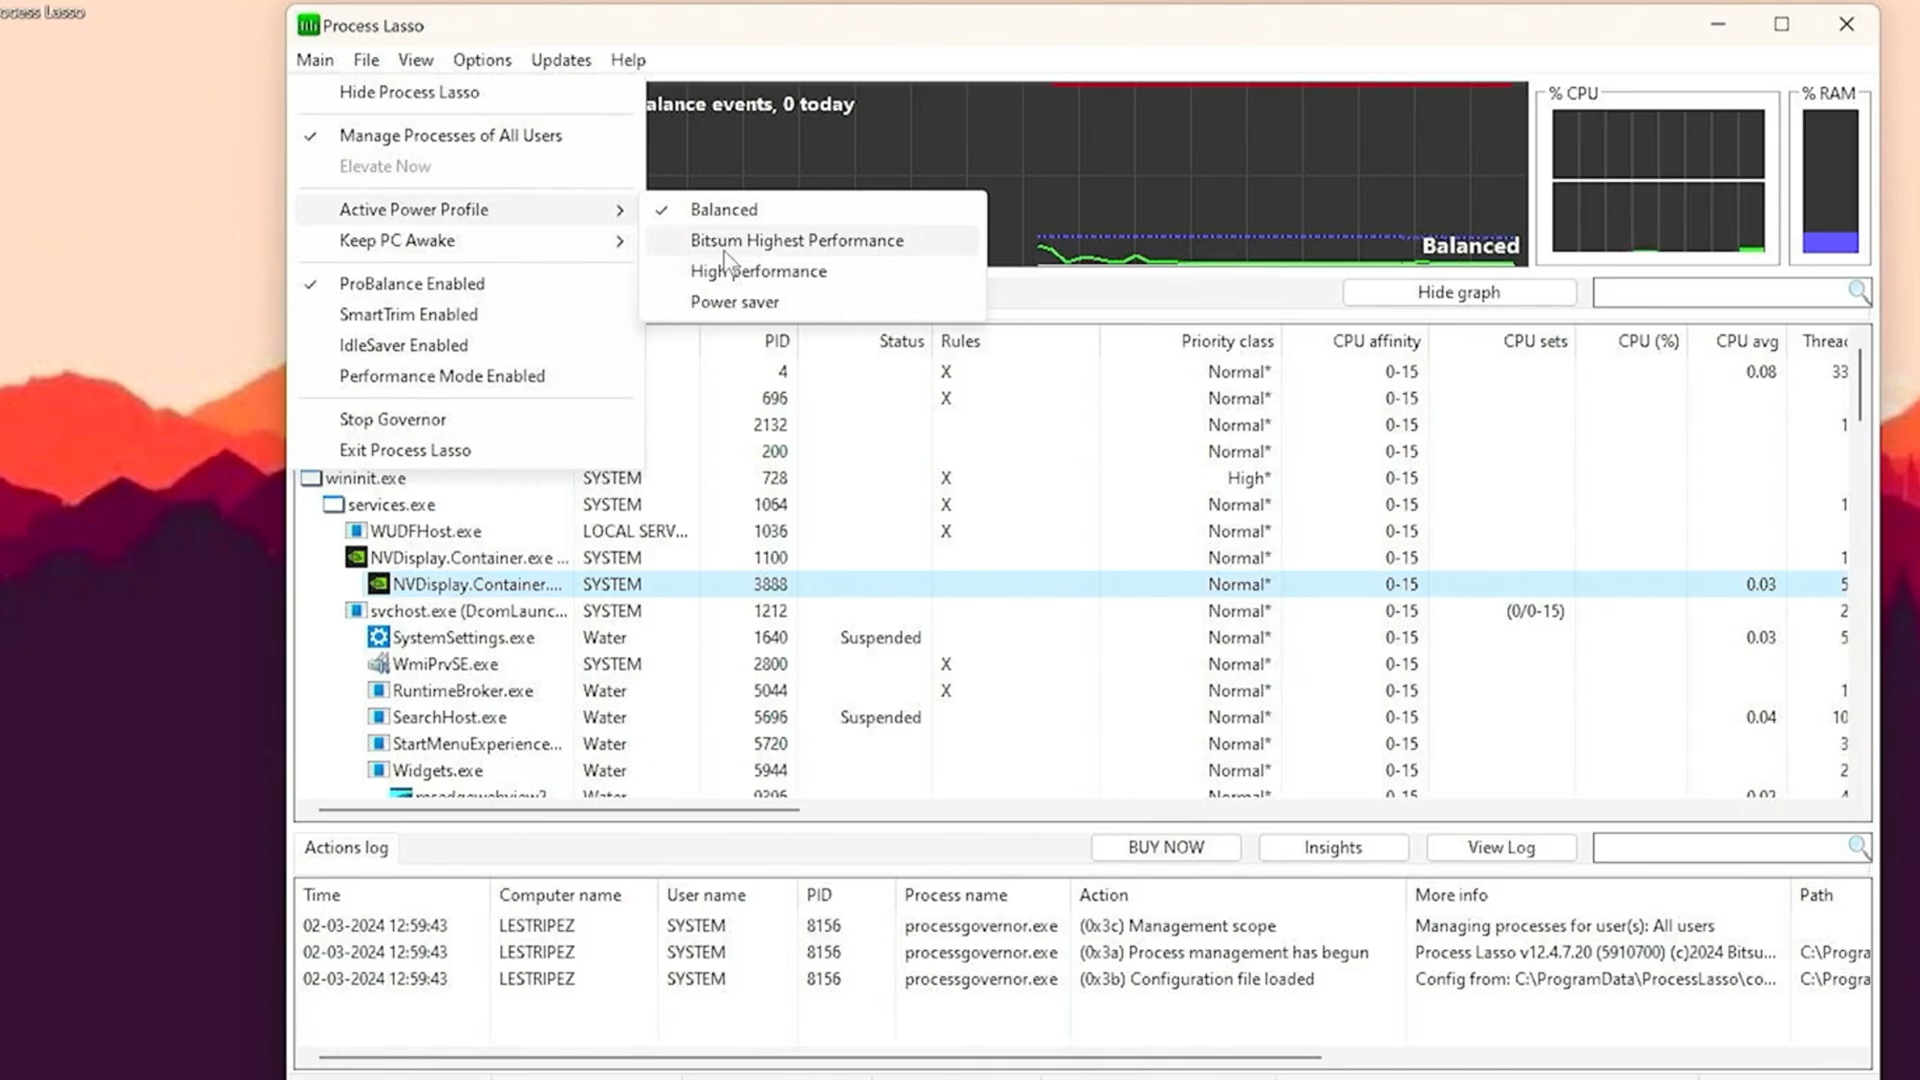 ocess Lasso
Process Lasso
Main File View Options Updates Help
Hide Process Lasso
Manage Processes of All Users
Elevate Now
Active Power Profile
Keep PC Awake
ProBalance Enabled
SmartTrim Enabled
IdleSaver Enabled
Performance Mode Enabled
Stop Governor
Exit Process Lasso
Balanced
Bitsum Highest Performance
High performance
Power saver
alance events, 0 today
Balanced
% CPU
% RAM
Hide graph
PID Status Rules Priority class CPU affinity CPU sets CPU (%) CPU avg Threac
4 X Normal* 0-15 0.08 33
696 X Normal* 0-15
2132 Normal* 0-15 1
200 Normal* 0-15
wininit.exe SYSTEM 728 X High* 0-15
services.exe SYSTEM 1064 X Normal* 0-15 1
WUDFHost.exe LOCAL SERV... 1036 X Normal* 0-15
NVDisplay.Container.exe ... SYSTEM 1100 Normal* 0-15 1
NVDisplay.Container.... SYSTEM 3888 Normal* 0-15 0.03 5
svchost.exe (DcomLaunc... SYSTEM 1212 Normal* 0-15 (0/0-15) 2
SystemSettings.exe Water 1640 Suspended Normal* 0-15 0.03 5
WmiPrvSE.exe SYSTEM 2800 X Normal* 0-15
RuntimeBroker.exe Water 5044 X Normal* 0-15 1
SearchHost.exe Water 5696 Suspended Normal* 0-15 0.04 10
StartMenuExperience... Water 5720 Normal* 0-15 3
Widgets.exe Water 5944 Normal* 0-15 2
Water Normal* 0-15
Actions log
BUY NOW Insights View Log
Time Computer name User name PID Process name Action More info Path
02-03-2024 12:59:43 LESTRIPEZ SYSTEM 8156 processgovernor.exe (0x3c) Management scope Managing processes for user(s): All users
02-03-2024 12:59:43 LESTRIPEZ SYSTEM 8156 processgovernor.exe (0x3a) Process management has begun Process Lasso v12.4.7.20 (5910700) (c)2024 Bitsu... C:\Progra
02-03-2024 12:59:43 LESTRIPEZ SYSTEM 8156 processgovernor.exe (0x3b) Configuration file loaded Config from: C:\ProgramData\ProcessLasso\co... C:\Progra